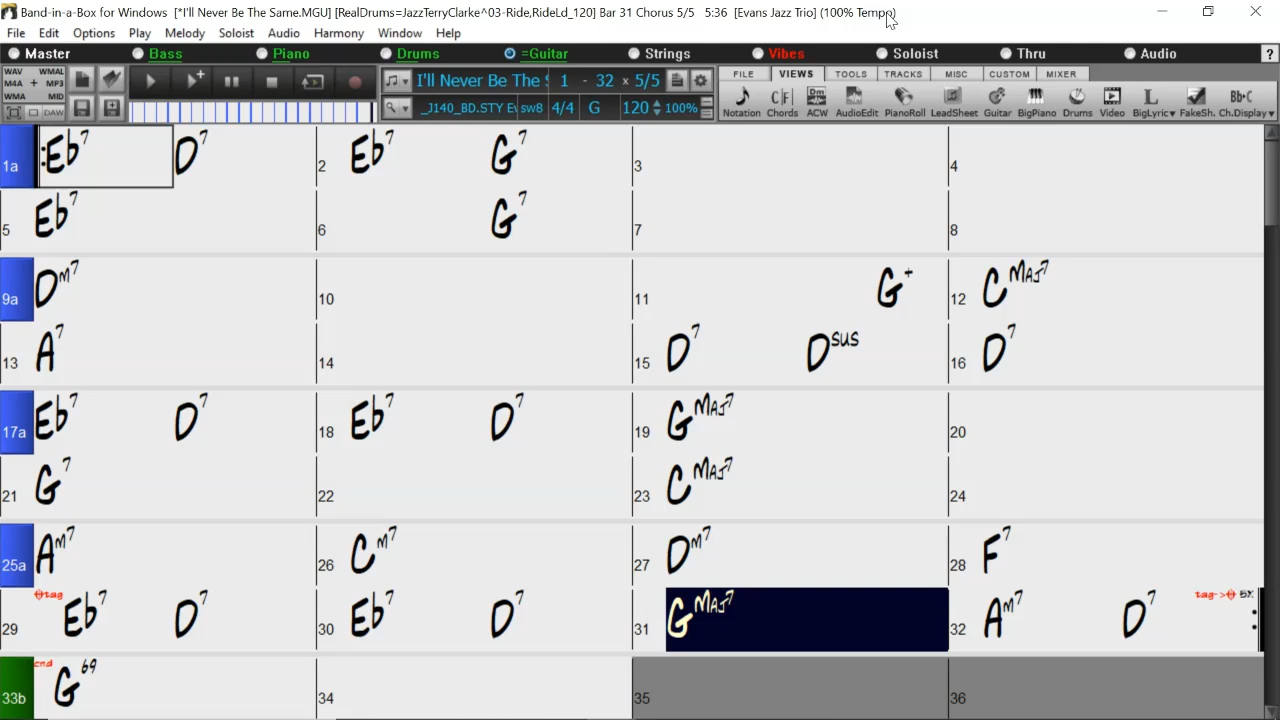 Band-in-a-Box for Windows [*I'll Never Be The Same.MGU] [RealDrums=JazzTerryClarke^03-Ride,RideLd_120] Bar 31 Chorus 5/5 5:36 [Evans Jazz Trio] (100% Tempo)
File Edit Options Play Melody Soloist Audio Harmony Window Help
Master Bass Piano Drums =Guitar Strings Vibes Soloist Thru Audio ?
WAV WMAL
M4A + MP3
WMA MID
DAW
I'll Never Be The S 1 - 32 x 5/5
_J140_BD.STY Ev sw8 4/4 G 120 100%
FILE VIEWS TOOLS TRACKS MISC CUSTOM MIXER
Notation Chords ACW AudioEdit PianoRoll LeadSheet Guitar BigPiano Drums Video BigLyric FakeSh. Ch.Display
1a :Eb7 D7 2 Eb7 G7 3 4
5 Eb7 6 G7 7 8
9a Dm7 10 11 G+ 12 CMAJ7
13 A7 14 15 D7 Dsus 16 D7
17a Eb7 D7 18 Eb7 D7 19 GMAJ7 20
21 G7 22 23 CMAJ7 24
25a Am7 26 Cm7 27 Dm7 28 F7
tag tag-> 5x
29 Eb7 D7 30 Eb7 D7 31 GMAJ7 32 Am7 D7
end
33b G69 34 35 36